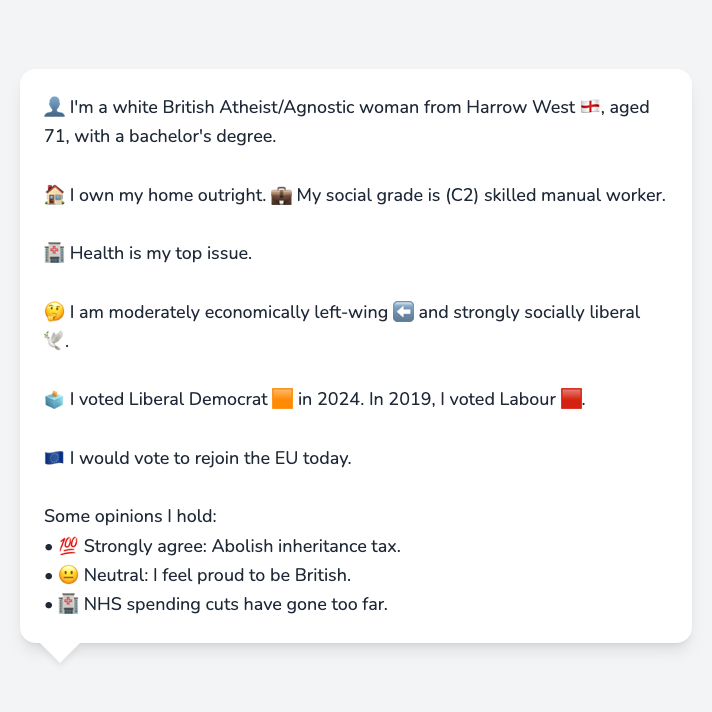 👤 I'm a white British Atheist/Agnostic woman from Harrow West 🏴󠁧󠁢󠁥󠁮󠁧󠁿, aged
71, with a bachelor's degree.
🏠 I own my home outright. 💼 My social grade is (C2) skilled manual worker.
🏥 Health is my top issue.
🤔 I am moderately economically left-wing ⬅️ and strongly socially liberal
🕊️.
🗳️ I voted Liberal Democrat 🟧 in 2024. In 2019, I voted Labour 🟥.
🇪🇺 I would vote to rejoin the EU today.
Some opinions I hold:
• 💯 Strongly agree: Abolish inheritance tax.
• 😐 Neutral: I feel proud to be British.
• 🏥 NHS spending cuts have gone too far.